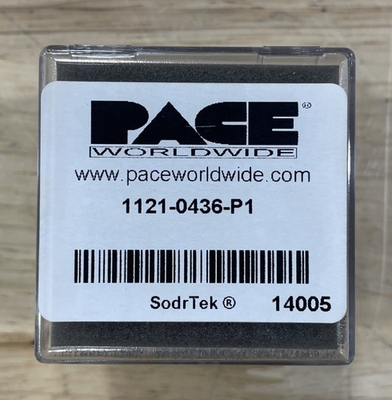 PACE®
WORLDWIDE
www.paceworldwide.com
1121-0436-P1
SodrTek ® 14005